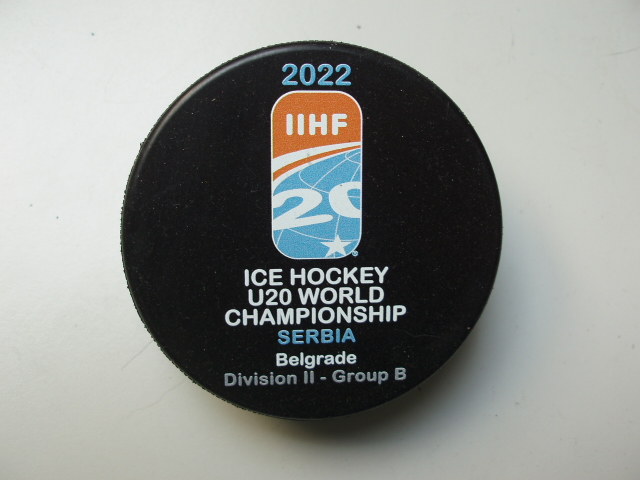 2022
IIHF
20
ICE HOCKEY
U20 WORLD
CHAMPIONSHIP
SERBIA
Belgrade
Division II - Group B